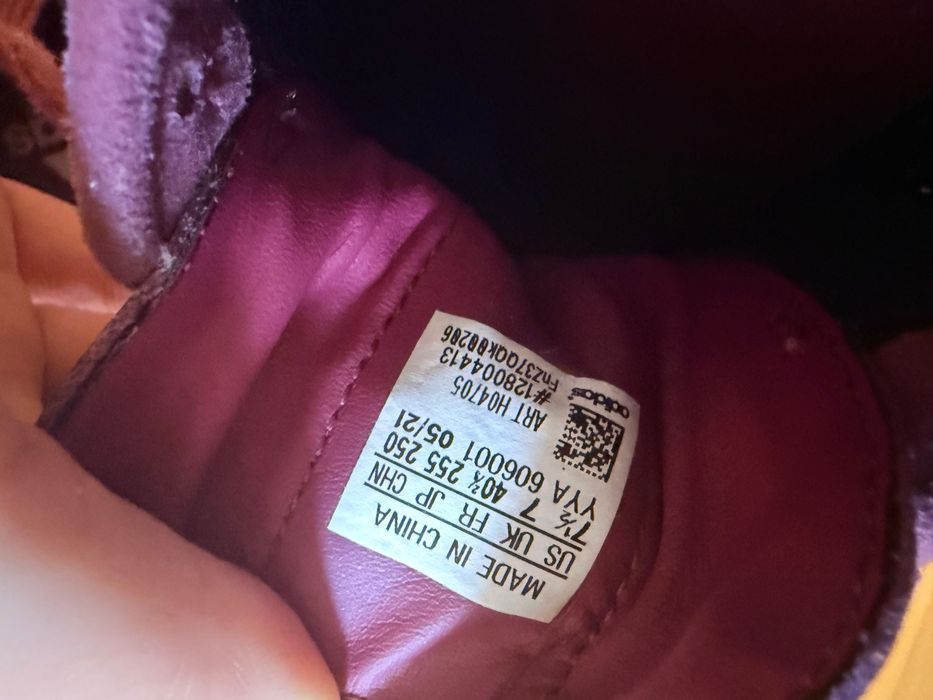 MADE IN CHINA
US UK FR JP CHN
7½ 7 40⅔ 255 250
YYA 606001 05/21
ART H04705
#128004413
adidas